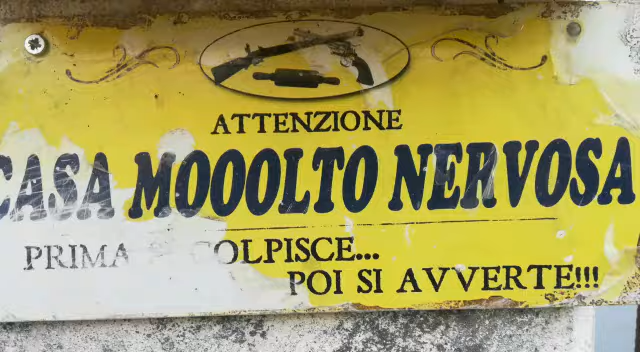 ATTENZIONE
CASA MOOOLTO NERVOSA
PRIMA COLPISCE...
POI SI AVVERTE!!!